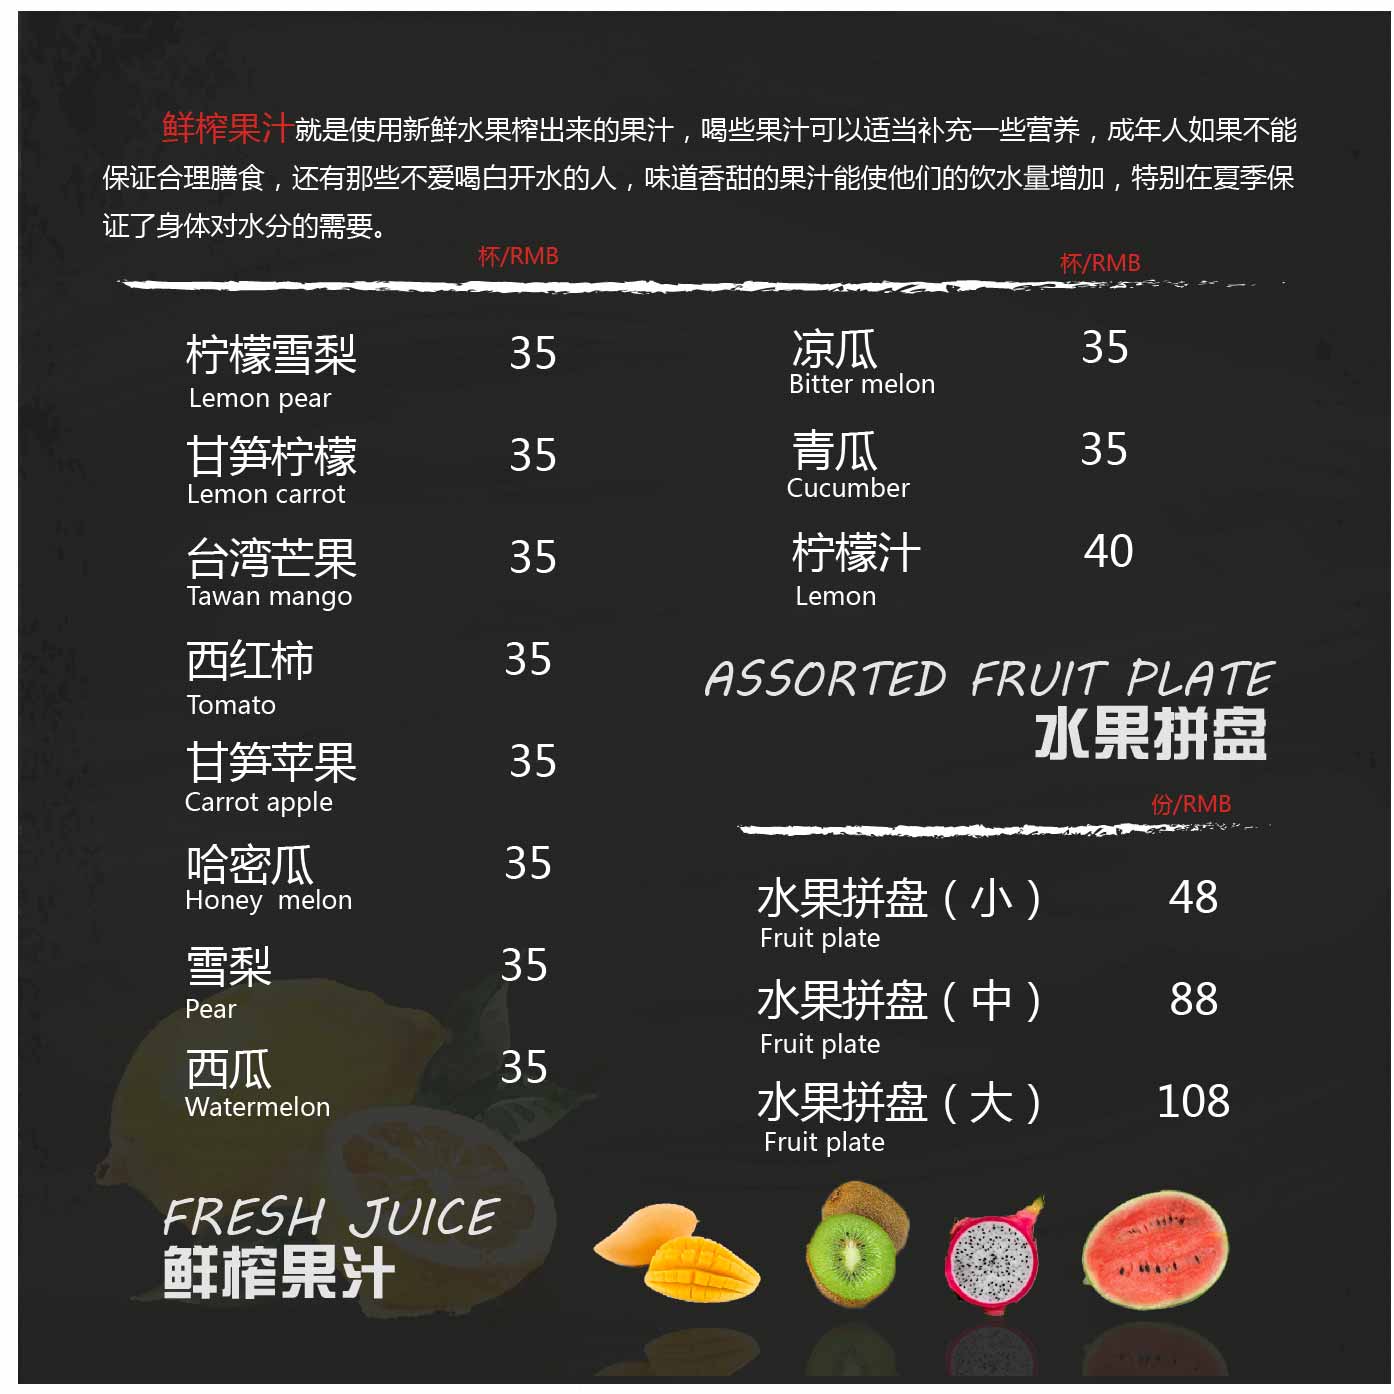 鲜榨果汁就是使用新鲜水果榨出来的果汁，喝些果汁可以适当补充一些营养，成年人如果不能
保证合理膳食，还有那些不爱喝白开水的人，味道香甜的果汁能使他们的饮水量增加，特别在夏季保
证了身体对水分的需要。
杯/RMB
柠檬雪梨 35
Lemon pear
甘笋柠檬 35
Lemon carrot
台湾芒果 35
Tawan mango
西红柿 35
Tomato
甘笋苹果 35
Carrot apple
哈密瓜 35
Honey melon
雪梨 35
Pear
西瓜 35
Watermelon
FRESH JUICE
鲜榨果汁
杯/RMB
凉瓜 35
Bitter melon
青瓜 35
Cucumber
柠檬汁 40
Lemon
ASSORTED FRUIT PLATE
水果拼盘
份/RMB
水果拼盘（小） 48
Fruit plate
水果拼盘（中） 88
Fruit plate
水果拼盘（大） 108
Fruit plate